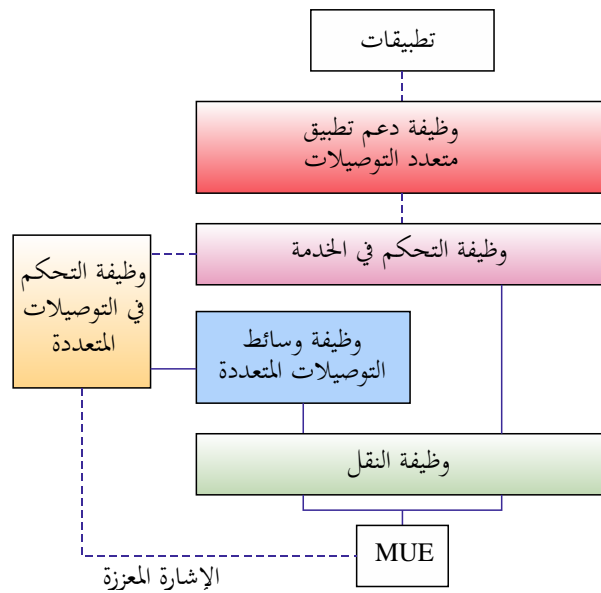 تطبيقات
وظيفة دعم تطبيق
متعدد التوصيلات
وظيفة التحكم في الخدمة
وظيفة التحكم
في التوصيلات
المتعددة
وظيفة وسائط
التوصيلات المتعددة
وظيفة النقل
MUE
الإشارة المعززة